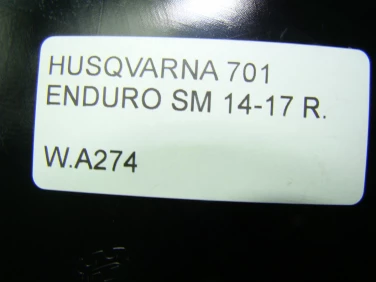 HUSQVARNA 701
ENDURO SM 14-17 R.
W.A274